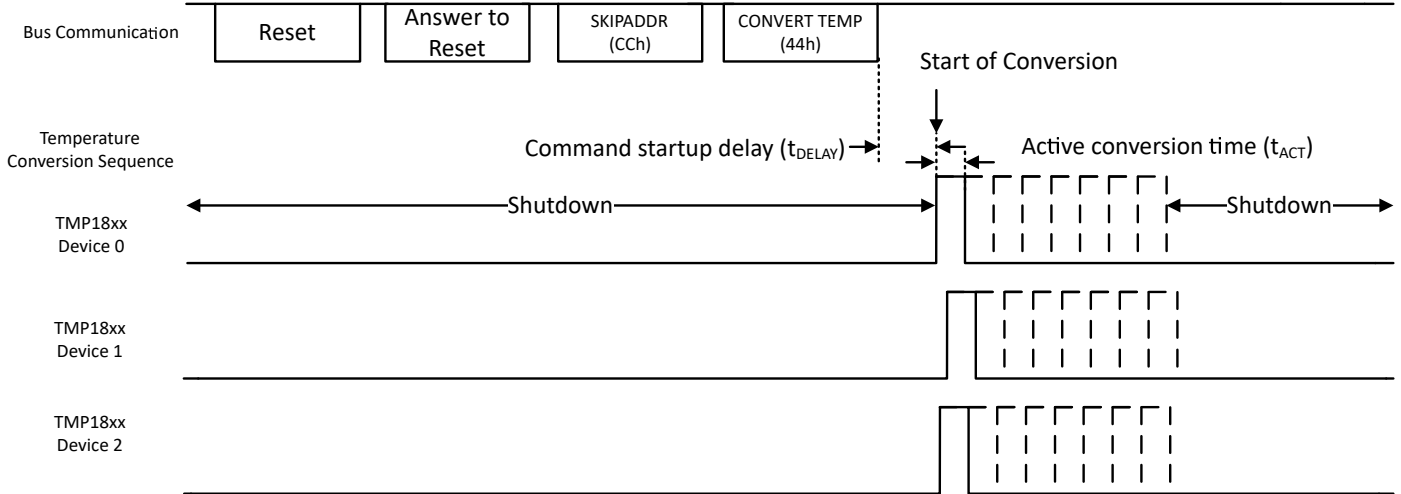 Bus Communication
Reset
Answer to
Reset
SKIPADDR
(CCh)
CONVERT TEMP
(44h)
Start of Conversion
Temperature
Conversion Sequence
Command startup delay (tDELAY)
Active conversion time (tACT)
Shutdown
Shutdown
TMP18xx
Device 0
TMP18xx
Device 1
TMP18xx
Device 2